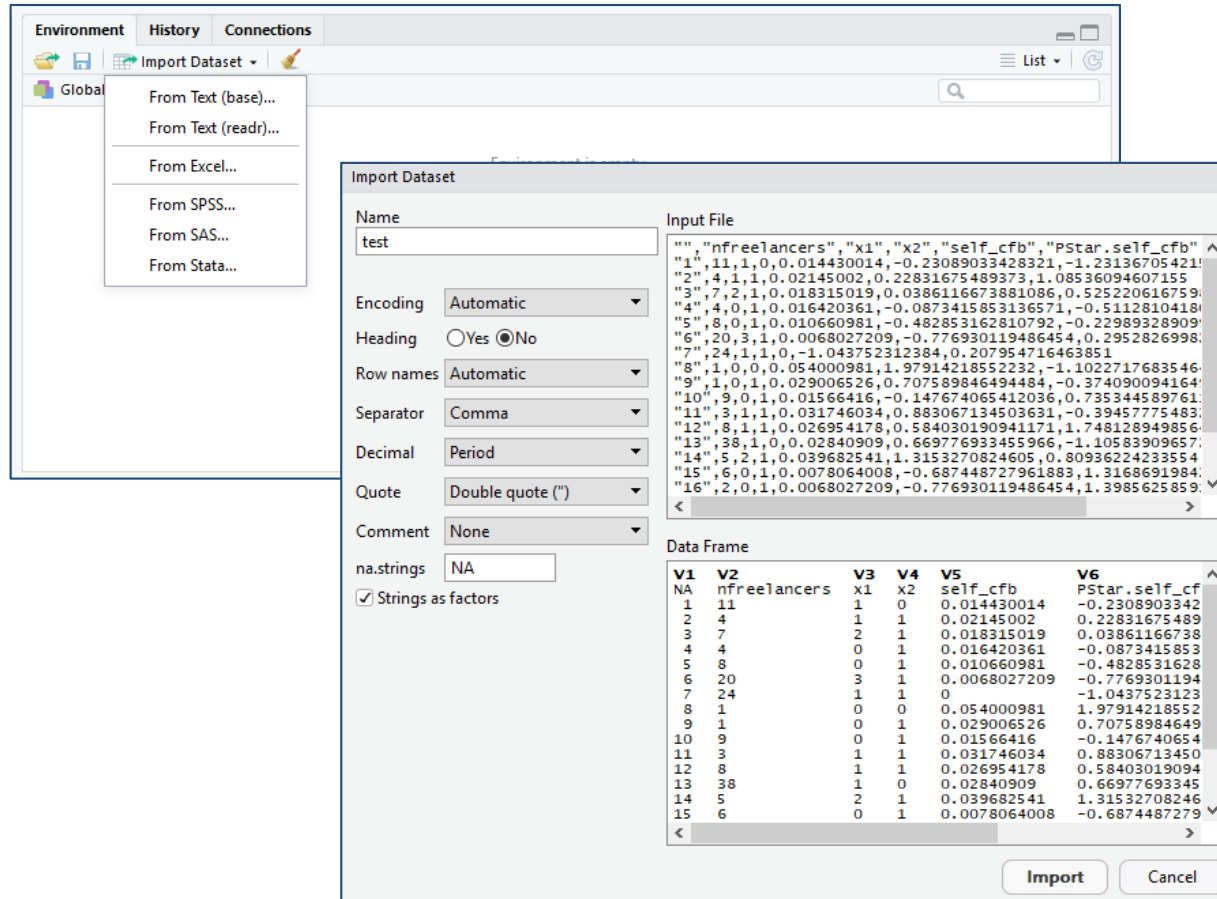 Environment History Connections
Import Dataset List
Global
From Text (base)...
From Text (readr)...
From Excel...
From SPSS...
From SAS...
From Stata...
Import Dataset
Name
test
Encoding Automatic
Heading Yes No
Row names Automatic
Separator Comma
Decimal Period
Quote Double quote (")
Comment None
na.strings NA
Strings as factors
Input File
"","nfreelancers","x1","x2","self_cfb","PStar.self_cfb"
"1",11,1,0,0.014430014,-0.23089033428321,-1.23136705421
"2",4,1,1,0.02145002,0.22831675489373,1.08536094607155
"3",7,2,1,0.018315019,0.0386116673881086,0.52522061675
"4",4,0,1,0.016420361,-0.0873415853136571,-0.511281041
"5",8,0,1,0.010660981,-0.482853162810792,-0.2298932890
"6",20,3,1,0.0068027209,-0.776930119486454,0.295282699
"7",24,1,1,0,-1.043752312384,0.207954716463851
"8",1,0,0,0.054000981,1.97914218552232,-1.102271768354
"9",1,0,1,0.029006526,0.707589846494484,-0.37409009416
"10",9,0,1,0.01566416,-0.147674065412036,0.73534458976
"11",3,1,1,0.031746034,0.883067134503631,-0.3945777548
"12",8,1,1,0.026954178,0.584030190941171,1.74812894985
"13",38,1,0,0.02840909,0.669776933455966,-1.1058390965
"14",5,2,1,0.039682541,1.3153270824605,0.80936224233554
"15",6,0,1,0.0078064008,-0.687448727961883,1.316869198
"16",2,0,1,0.0068027209,-0.776930119486454,1.398562585
Data Frame
V1 V2 V3 V4 V5 V6
NA nfreelancers x1 x2 self_cfb PStar.self_cf
1 11 1 0 0.014430014 -0.2308903342
2 4 1 1 0.02145002 0.22831675489
3 7 2 1 0.018315019 0.03861166738
4 4 0 1 0.016420361 -0.0873415853
5 8 0 1 0.010660981 -0.4828531628
6 20 3 1 0.0068027209 -0.7769301194
7 24 1 1 0 -1.0437523123
8 1 0 0 0.054000981 1.97914218552
9 1 0 1 0.029006526 0.70758984649
10 9 0 1 0.01566416 -0.1476740654
11 3 1 1 0.031746034 0.88306713450
12 8 1 1 0.026954178 0.58403019094
13 38 1 0 0.02840909 0.66977693345
14 5 2 1 0.039682541 1.31532708246
15 6 0 1 0.0078064008 -0.6874487279
Import Cancel